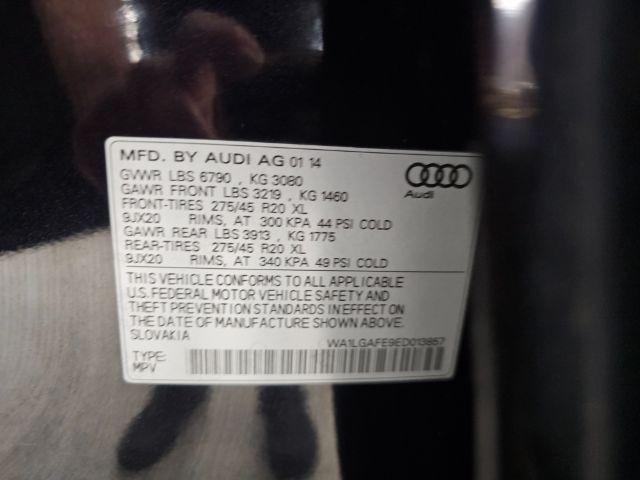 MFD. BY AUDI AG 01 14
GVWR LBS 6790 , KG 3080
GAWR FRONT LBS 3219 , KG 1460
FRONT-TIRES 275/45 R20 XL
9JX20 RIMS, AT 300 KPA 44 PSI COLD
GAWR REAR LBS 3913 , KG 1775
REAR-TIRES 275/45 R20 XL
9JX20 RIMS, AT 340 KPA 49 PSI COLD
Audi
THIS VEHICLE CONFORMS TO ALL APPLICABLE
U.S. FEDERAL MOTOR VEHICLE SAFETY AND
THEFT PREVENTION STANDARDS IN EFFECT ON
THE DATE OF MANUFACTURE SHOWN ABOVE.
SLOVAKIA
WA1LGAFE9ED013857
TYPE:
MPV